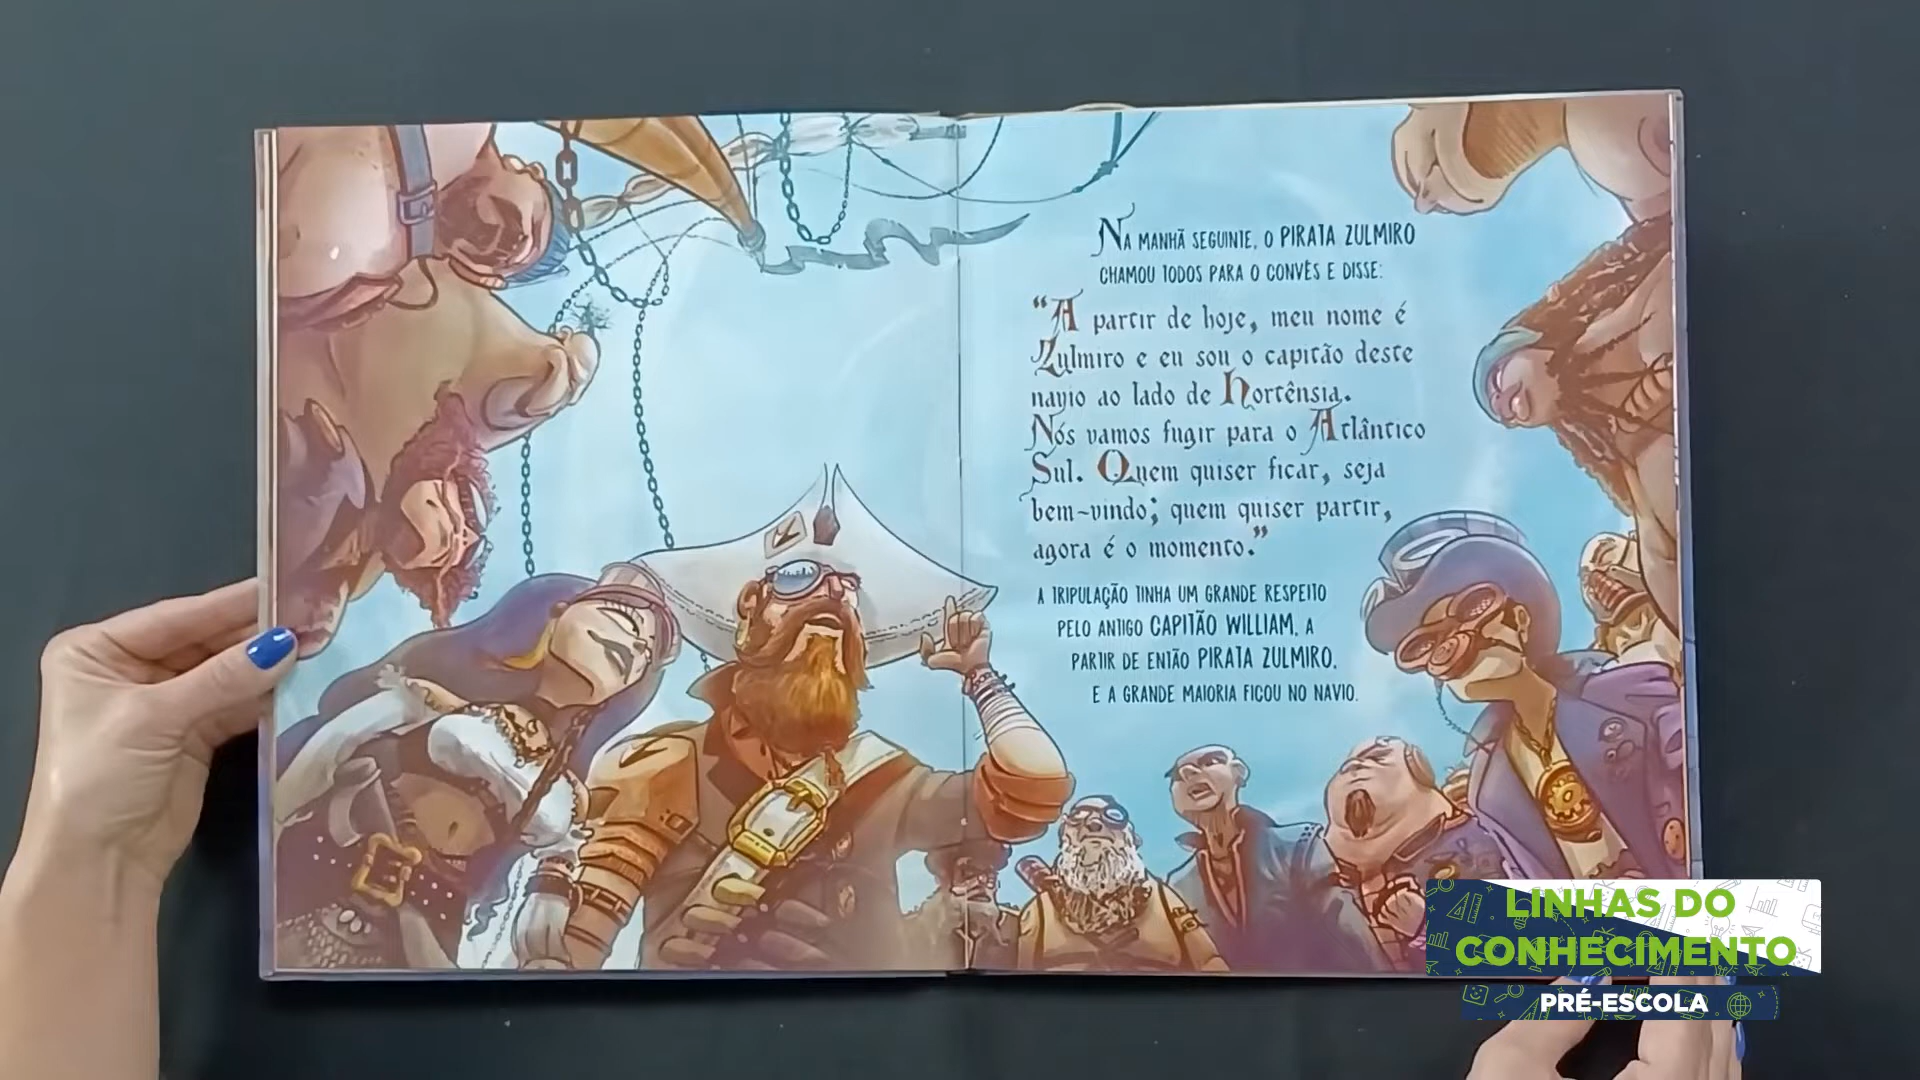 NA MANHÃ SEGUINTE, O PIRATA ZULMIRO
CHAMOU TODOS PARA O CONVÉS E DISSE:
“A partir de hoje, meu nome é
Zulmiro e eu sou o capitão deste
navio ao lado de Hortênsia.
Nós vamos fugir para o Atlântico
Sul. Quem quiser ficar, seja
bem-vindo; quem quiser partir,
agora é o momento.”
A TRIPULAÇÃO TINHA UM GRANDE RESPEITO
PELO ANTIGO CAPITÃO WILLIAM, A
PARTIR DE ENTÃO PIRATA ZULMIRO,
E A GRANDE MAIORIA FICOU NO NAVIO.
LINHAS DO
CONHECIMENTO
PRÉ-ESCOLA